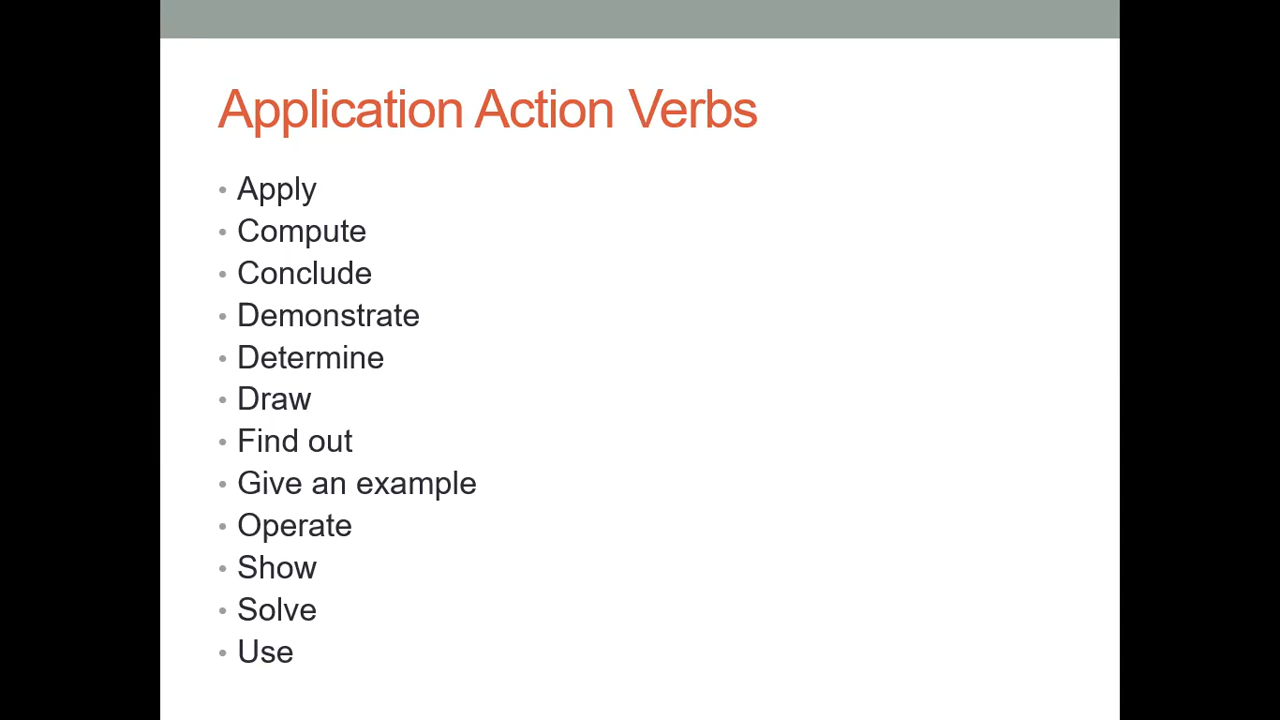 Application Action Verbs
• Apply
• Compute
• Conclude
• Demonstrate
• Determine
• Draw
• Find out
• Give an example
• Operate
• Show
• Solve
• Use